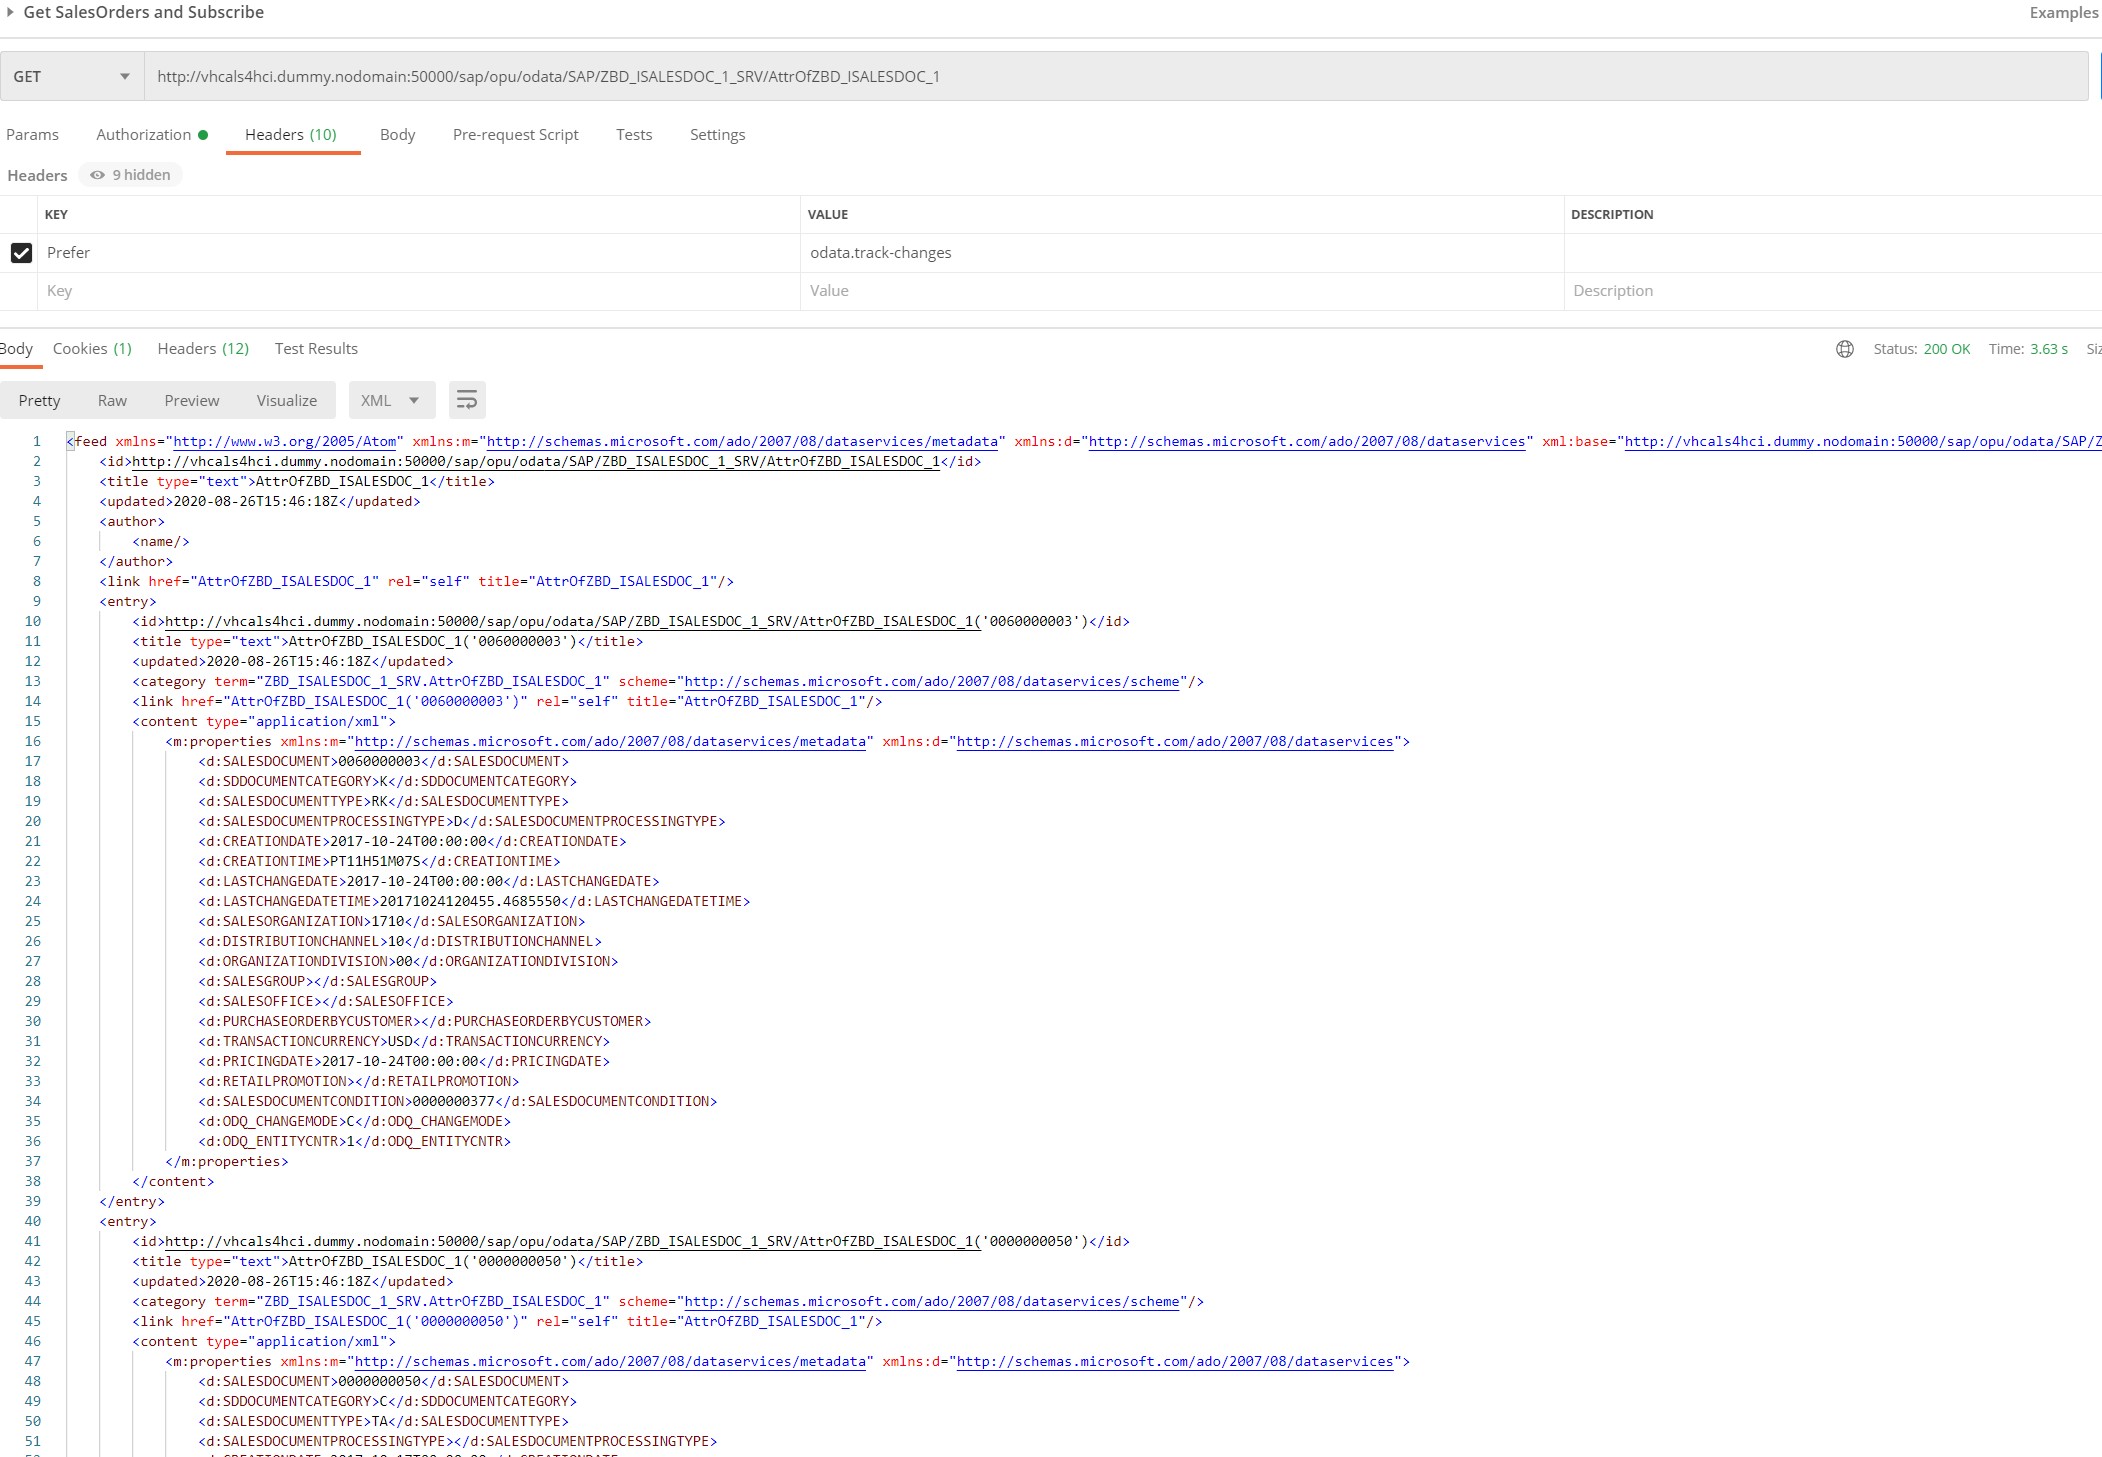 Get SalesOrders and Subscribe Examples
GET http://vhcals4hci.dummy.nodomain:50000/sap/opu/odata/SAP/ZBD_ISALESDOC_1_SRV/AttrOfZBD_ISALESDOC_1
Params Authorization Headers (10) Body Pre-request Script Tests Settings
Headers 9 hidden
KEY VALUE DESCRIPTION
Prefer odata.track-changes
Key Value Description
Body Cookies (1) Headers (12) Test Results Status: 200 OK Time: 3.63 s Siz
Pretty Raw Preview Visualize XML
1 <feed xmlns="http://www.w3.org/2005/Atom" xmlns:m="http://schemas.microsoft.com/ado/2007/08/dataservices/metadata" xmlns:d="http://schemas.microsoft.com/ado/2007/08/dataservices" xml:base="http://vhcals4hci.dummy.nodomain:50000/sap/opu/odata/SAP/Z
2 <id>http://vhcals4hci.dummy.nodomain:50000/sap/opu/odata/SAP/ZBD_ISALESDOC_1_SRV/AttrOfZBD_ISALESDOC_1</id>
3 <title type="text">AttrOfZBD_ISALESDOC_1</title>
4 <updated>2020-08-26T15:46:18Z</updated>
5 <author>
6 <name/>
7 </author>
8 <link href="AttrOfZBD_ISALESDOC_1" rel="self" title="AttrOfZBD_ISALESDOC_1"/>
9 <entry>
10 <id>http://vhcals4hci.dummy.nodomain:50000/sap/opu/odata/SAP/ZBD_ISALESDOC_1_SRV/AttrOfZBD_ISALESDOC_1('0060000003')</id>
11 <title type="text">AttrOfZBD_ISALESDOC_1('0060000003')</title>
12 <updated>2020-08-26T15:46:18Z</updated>
13 <category term="ZBD_ISALESDOC_1_SRV.AttrOfZBD_ISALESDOC_1" scheme="http://schemas.microsoft.com/ado/2007/08/dataservices/scheme"/>
14 <link href="AttrOfZBD_ISALESDOC_1('0060000003')" rel="self" title="AttrOfZBD_ISALESDOC_1"/>
15 <content type="application/xml">
16 <m:properties xmlns:m="http://schemas.microsoft.com/ado/2007/08/dataservices/metadata" xmlns:d="http://schemas.microsoft.com/ado/2007/08/dataservices">
17 <d:SALESDOCUMENT>0060000003</d:SALESDOCUMENT>
18 <d:SDDOCUMENTCATEGORY>K</d:SDDOCUMENTCATEGORY>
19 <d:SALESDOCUMENTTYPE>RK</d:SALESDOCUMENTTYPE>
20 <d:SALESDOCUMENTPROCESSINGTYPE>D</d:SALESDOCUMENTPROCESSINGTYPE>
21 <d:CREATIONDATE>2017-10-24T00:00:00</d:CREATIONDATE>
22 <d:CREATIONTIME>PT11H51M07S</d:CREATIONTIME>
23 <d:LASTCHANGEDATE>2017-10-24T00:00:00</d:LASTCHANGEDATE>
24 <d:LASTCHANGEDATETIME>20171024120455.4685550</d:LASTCHANGEDATETIME>
25 <d:SALESORGANIZATION>1710</d:SALESORGANIZATION>
26 <d:DISTRIBUTIONCHANNEL>10</d:DISTRIBUTIONCHANNEL>
27 <d:ORGANIZATIONDIVISION>00</d:ORGANIZATIONDIVISION>
28 <d:SALESGROUP></d:SALESGROUP>
29 <d:SALESOFFICE></d:SALESOFFICE>
30 <d:PURCHASEORDERBYCUSTOMER></d:PURCHASEORDERBYCUSTOMER>
31 <d:TRANSACTIONCURRENCY>USD</d:TRANSACTIONCURRENCY>
32 <d:PRICINGDATE>2017-10-24T00:00:00</d:PRICINGDATE>
33 <d:RETAILPROMOTION></d:RETAILPROMOTION>
34 <d:SALESDOCUMENTCONDITION>0000000377</d:SALESDOCUMENTCONDITION>
35 <d:ODQ_CHANGEMODE>C</d:ODQ_CHANGEMODE>
36 <d:ODQ_ENTITYCNTR>1</d:ODQ_ENTITYCNTR>
37 </m:properties>
38 </content>
39 </entry>
40 <entry>
41 <id>http://vhcals4hci.dummy.nodomain:50000/sap/opu/odata/SAP/ZBD_ISALESDOC_1_SRV/AttrOfZBD_ISALESDOC_1('0000000050')</id>
42 <title type="text">AttrOfZBD_ISALESDOC_1('0000000050')</title>
43 <updated>2020-08-26T15:46:18Z</updated>
44 <category term="ZBD_ISALESDOC_1_SRV.AttrOfZBD_ISALESDOC_1" scheme="http://schemas.microsoft.com/ado/2007/08/dataservices/scheme"/>
45 <link href="AttrOfZBD_ISALESDOC_1('0000000050')" rel="self" title="AttrOfZBD_ISALESDOC_1"/>
46 <content type="application/xml">
47 <m:properties xmlns:m="http://schemas.microsoft.com/ado/2007/08/dataservices/metadata" xmlns:d="http://schemas.microsoft.com/ado/2007/08/dataservices">
48 <d:SALESDOCUMENT>0000000050</d:SALESDOCUMENT>
49 <d:SDDOCUMENTCATEGORY>C</d:SDDOCUMENTCATEGORY>
50 <d:SALESDOCUMENTTYPE>TA</d:SALESDOCUMENTTYPE>
51 <d:SALESDOCUMENTPROCESSINGTYPE></d:SALESDOCUMENTPROCESSINGTYPE>